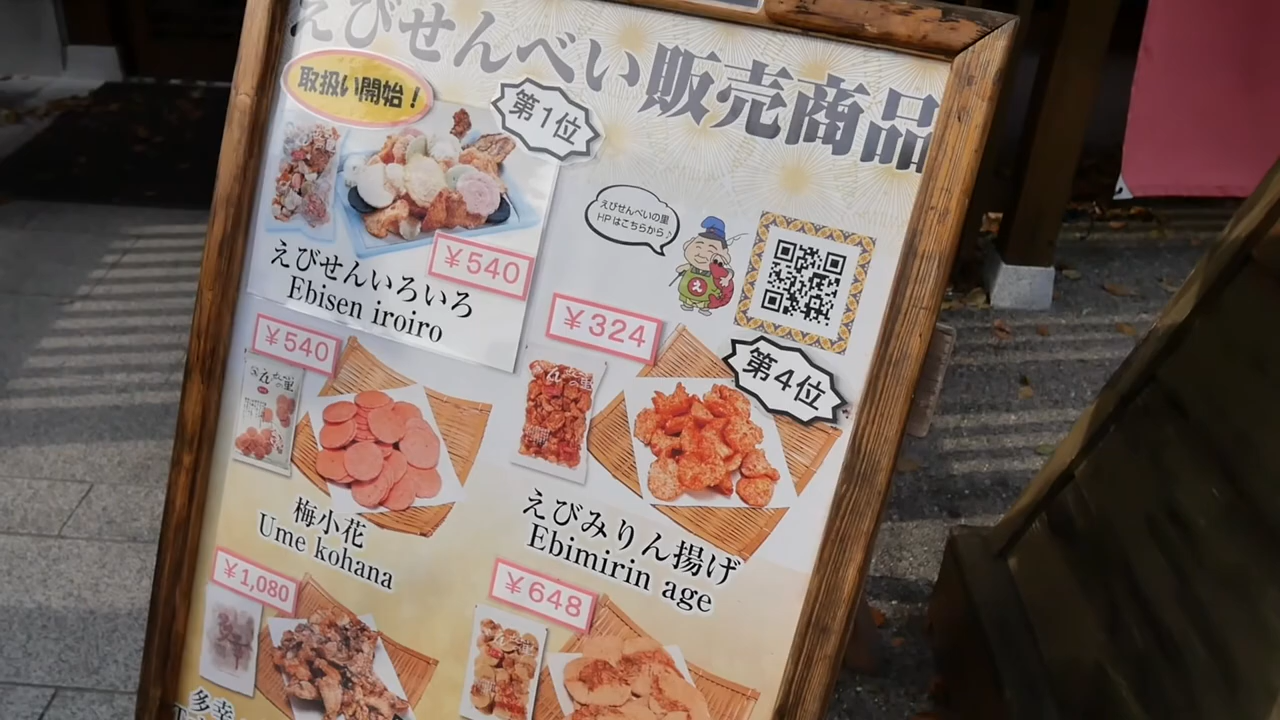 えびせんべい販売商品
取扱い開始！
第1位
えびせんべいの里
HPはこちらから♪
え
￥540
えびせんいろいろ
Ebisen iroiro
￥540
梅小花
Ume kohana
￥324
第4位
えびみりん揚げ
Ebimirin age
￥1,080
多幸
￥648